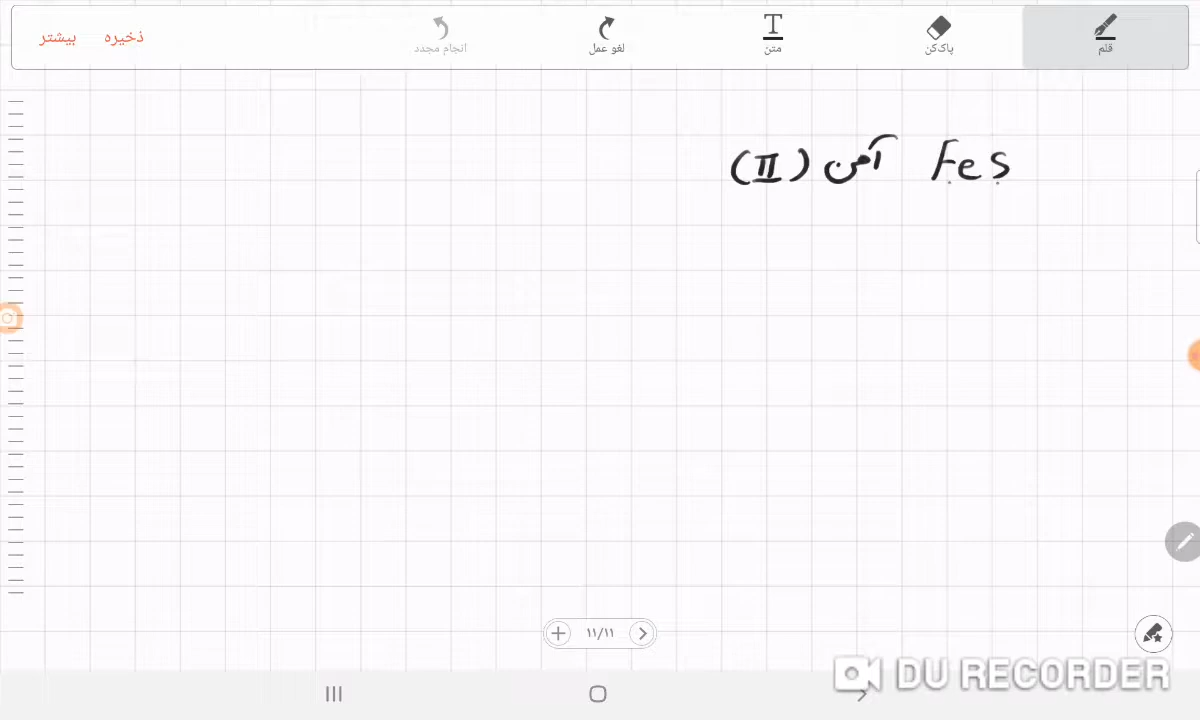 ذخیره بیشتر
قلم
پاک‌کن
T
متن
لغو عمل
انجام مجدد
FeS آهن (II)
۱۱/۱۱
DU RECORDER